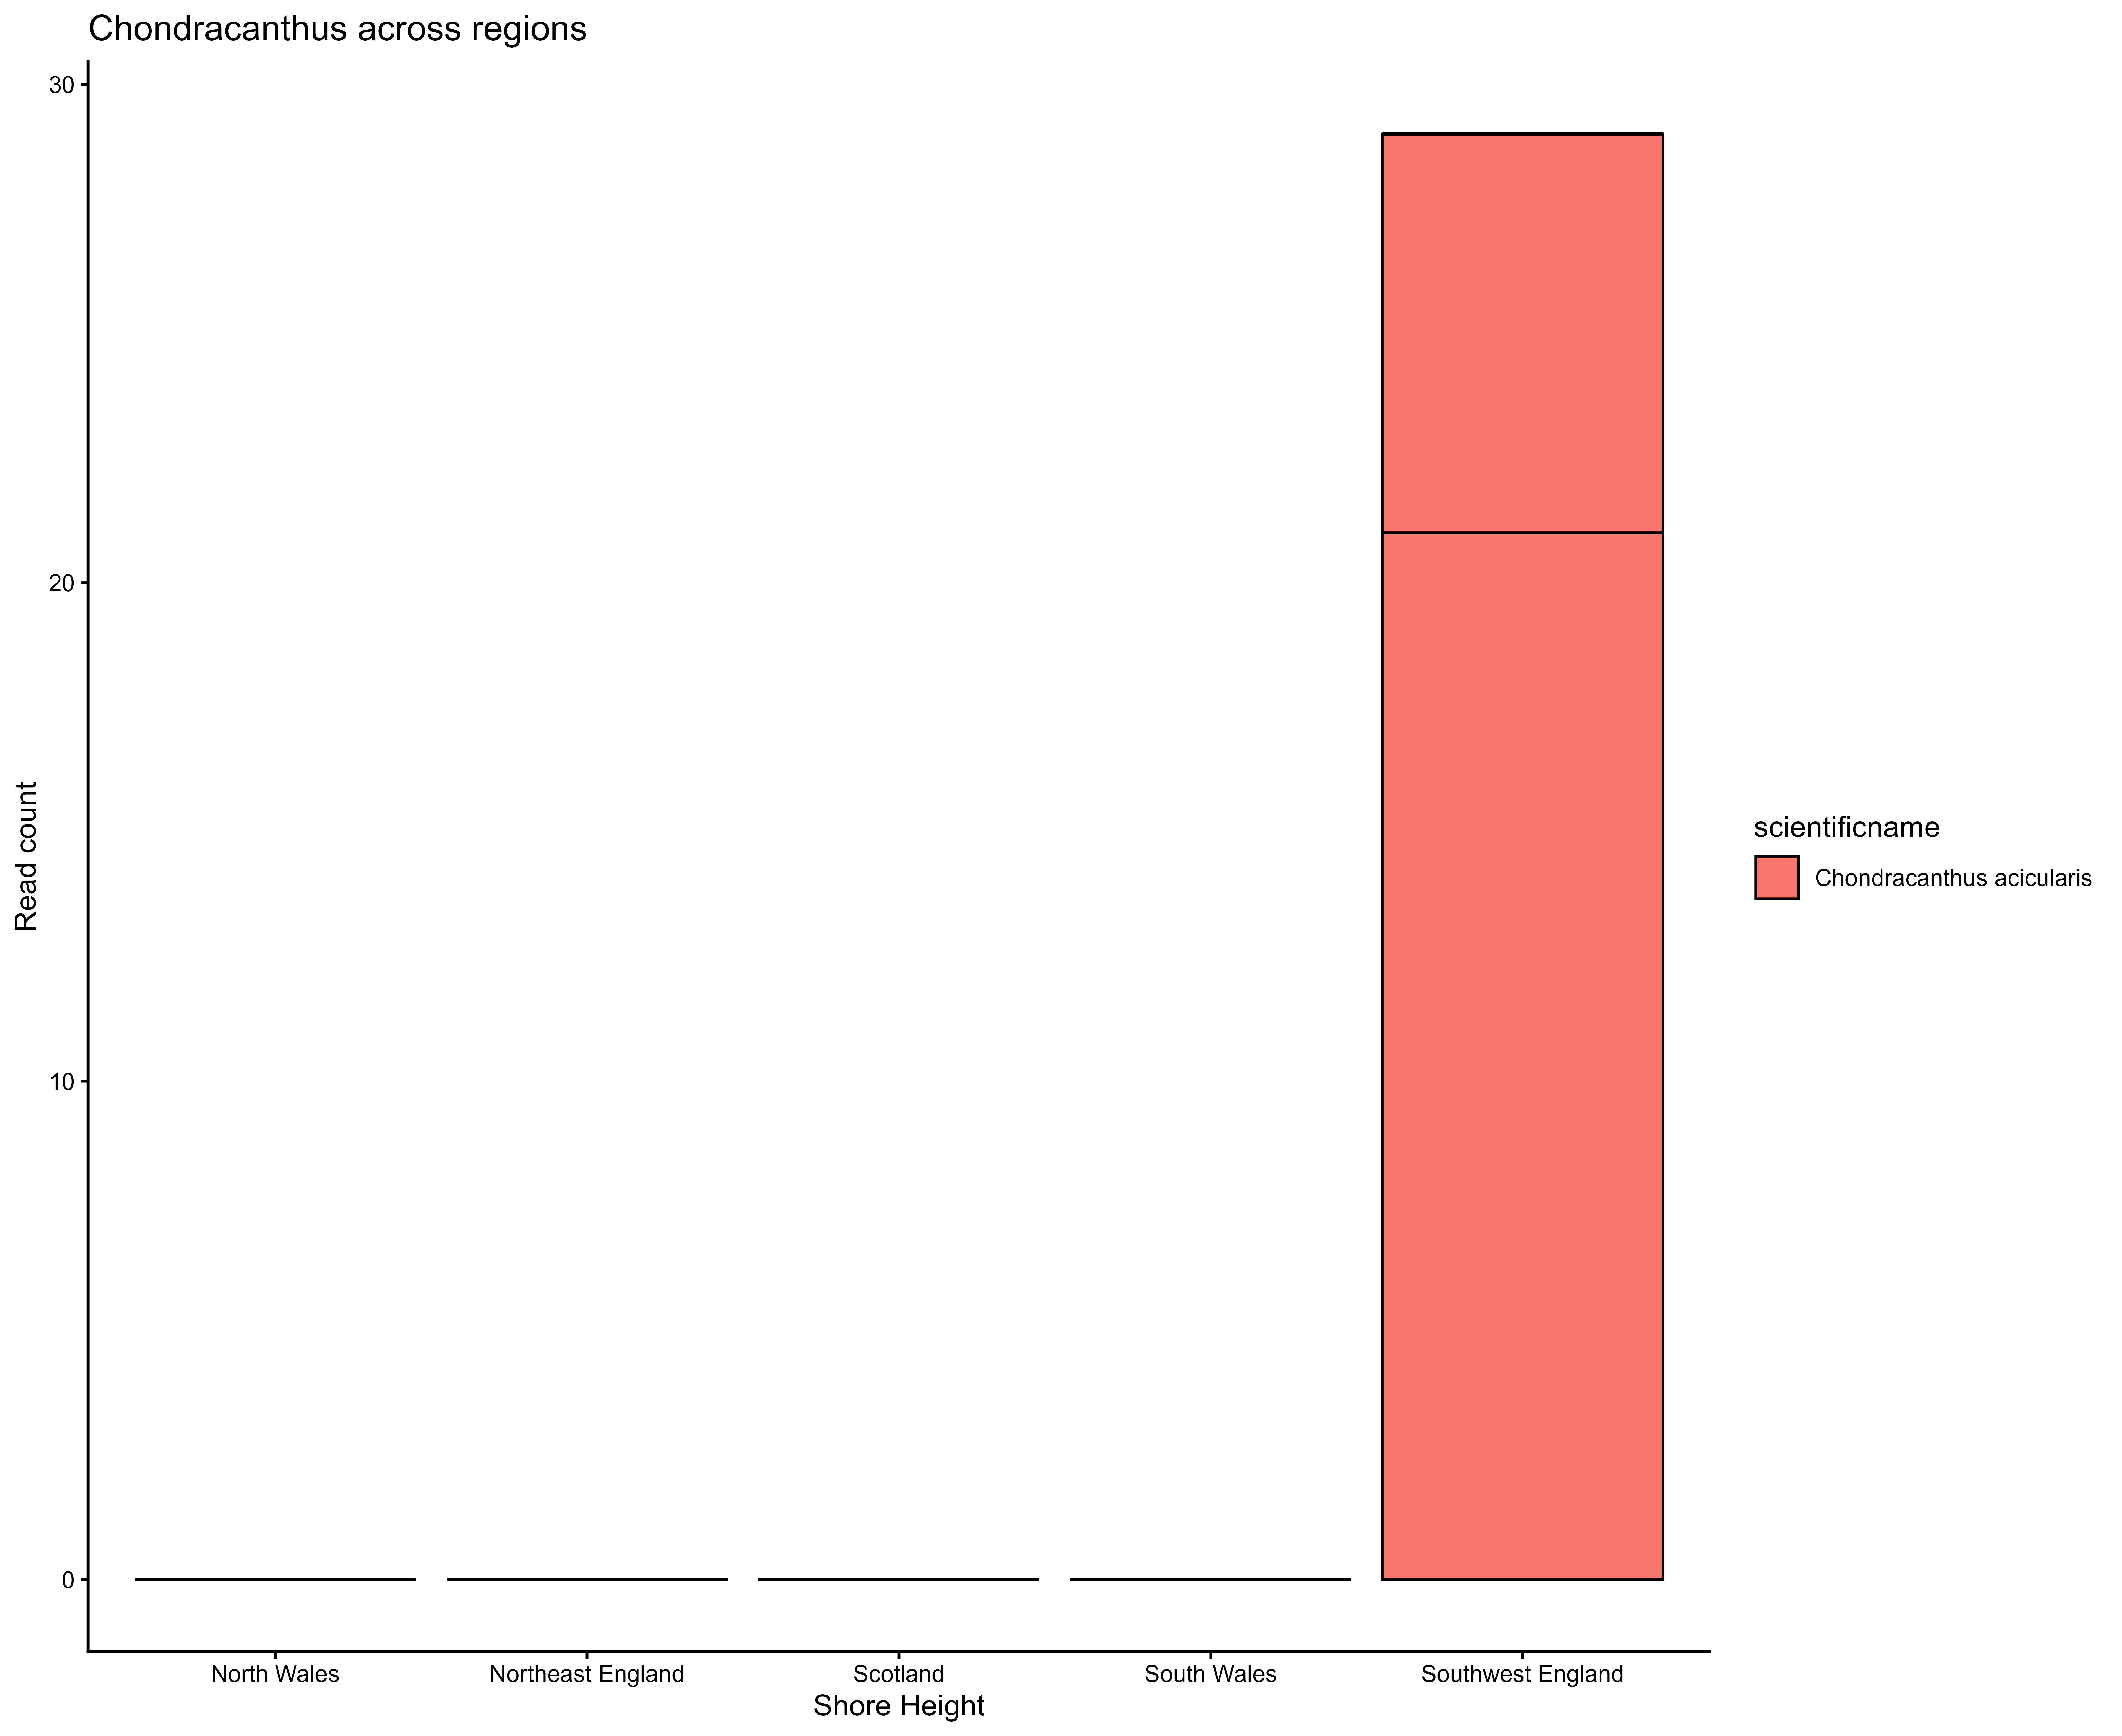 Chondracanthus across regions
30
20
10
0
Read count
North Wales
Northeast England
Scotland
South Wales
Southwest England
Shore Height
scientificname
Chondracanthus acicularis